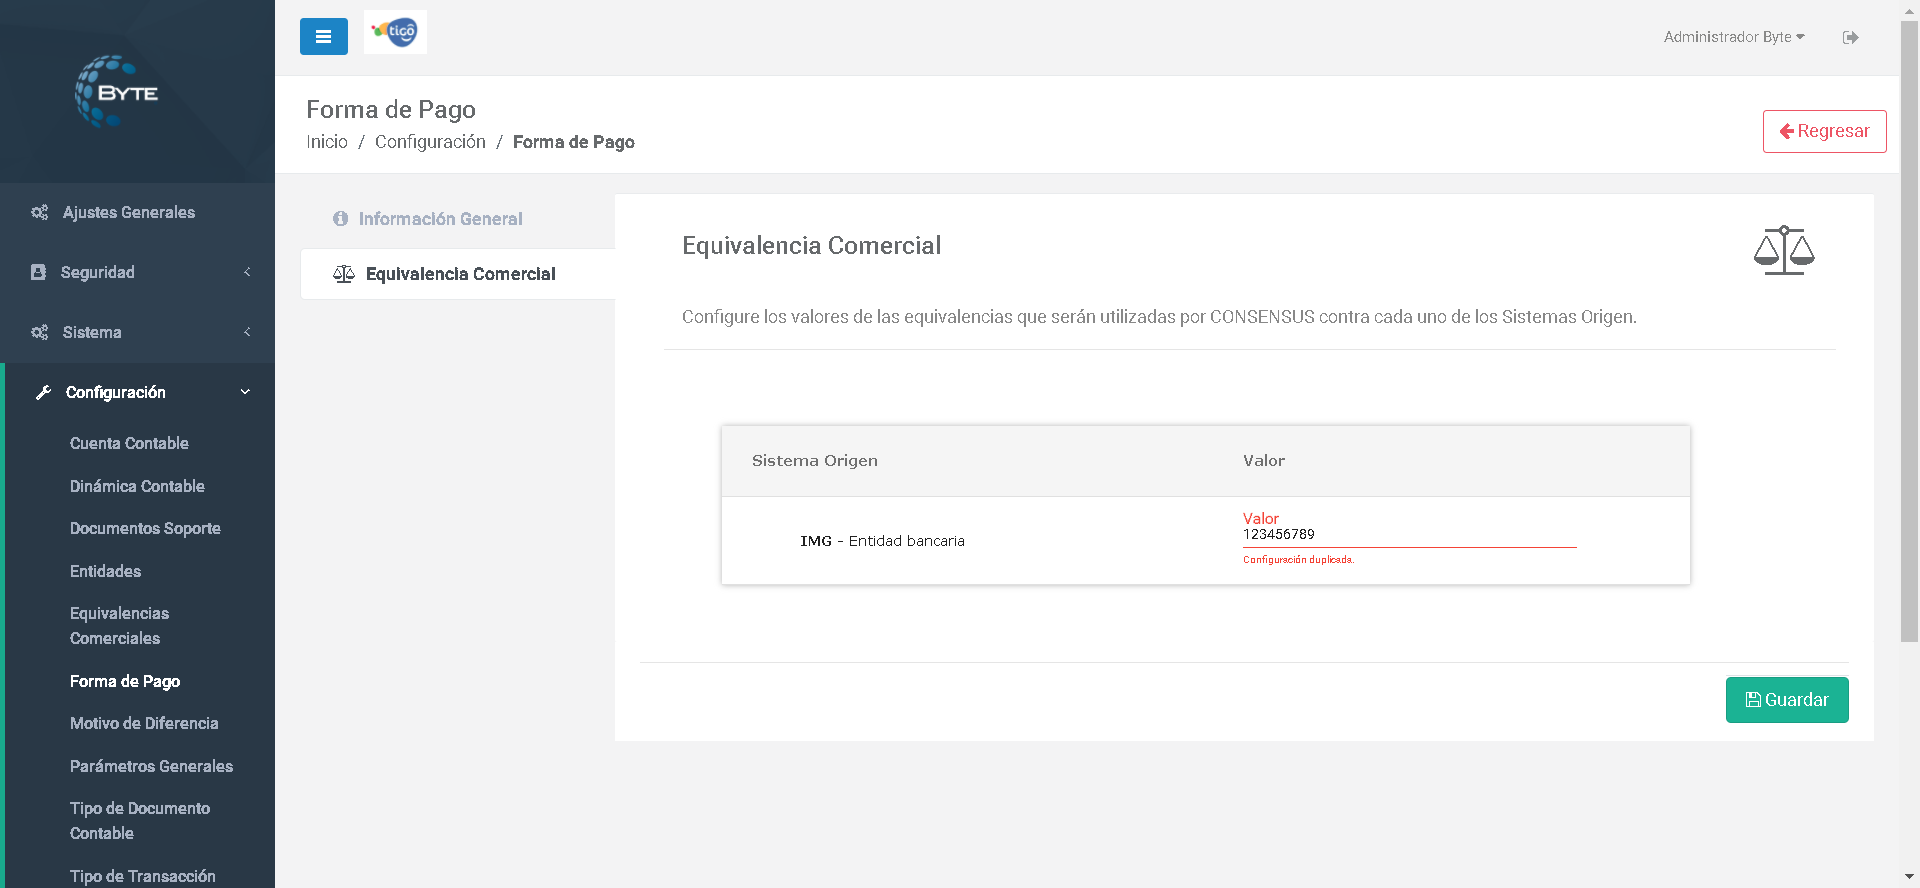 BYTE
Ajustes Generales
Seguridad
Sistema
Configuración
Cuenta Contable
Dinámica Contable
Documentos Soporte
Entidades
Equivalencias
Comerciales
Forma de Pago
Motivo de Diferencia
Parámetros Generales
Tipo de Documento
Contable
Tipo de Transacción
tigo
Administrador Byte
Forma de Pago
Inicio / Configuración / Forma de Pago
Regresar
Información General
Equivalencia Comercial
Equivalencia Comercial
Configure los valores de las equivalencias que serán utilizadas por CONSENSUS contra cada uno de los Sistemas Origen.
Sistema Origen Valor
Valor
IMG - Entidad bancaria 123456789
Configuración duplicada.
Guardar